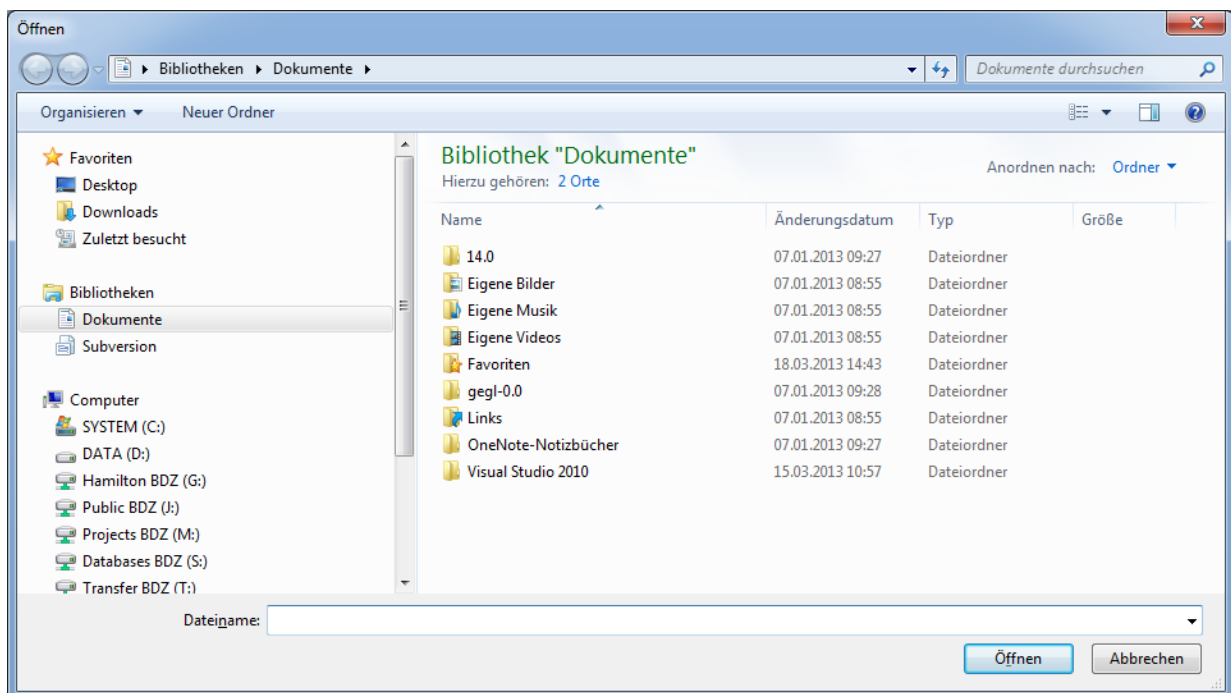 Öffnen
Bibliotheken Dokumente
Dokumente durchsuchen
Organisieren Neuer Ordner
Favoriten
Desktop
Downloads
Zuletzt besucht
Bibliotheken
Dokumente
Subversion
Computer
SYSTEM (C:)
DATA (D:)
Hamilton BDZ (G:)
Public BDZ (J:)
Projects BDZ (M:)
Databases BDZ (S:)
Transfer BDZ (T:)
Bibliothek "Dokumente"
Hierzu gehören: 2 Orte
Anordnen nach: Ordner
Name Änderungsdatum Typ Größe
14.0 07.01.2013 09:27 Dateiordner
Eigene Bilder 07.01.2013 08:55 Dateiordner
Eigene Musik 07.01.2013 08:55 Dateiordner
Eigene Videos 07.01.2013 08:55 Dateiordner
Favoriten 18.03.2013 14:43 Dateiordner
gegl-0.0 07.01.2013 09:28 Dateiordner
Links 07.01.2013 08:55 Dateiordner
OneNote-Notizbücher 07.01.2013 09:27 Dateiordner
Visual Studio 2010 15.03.2013 10:57 Dateiordner
Dateiname:
Öffnen Abbrechen